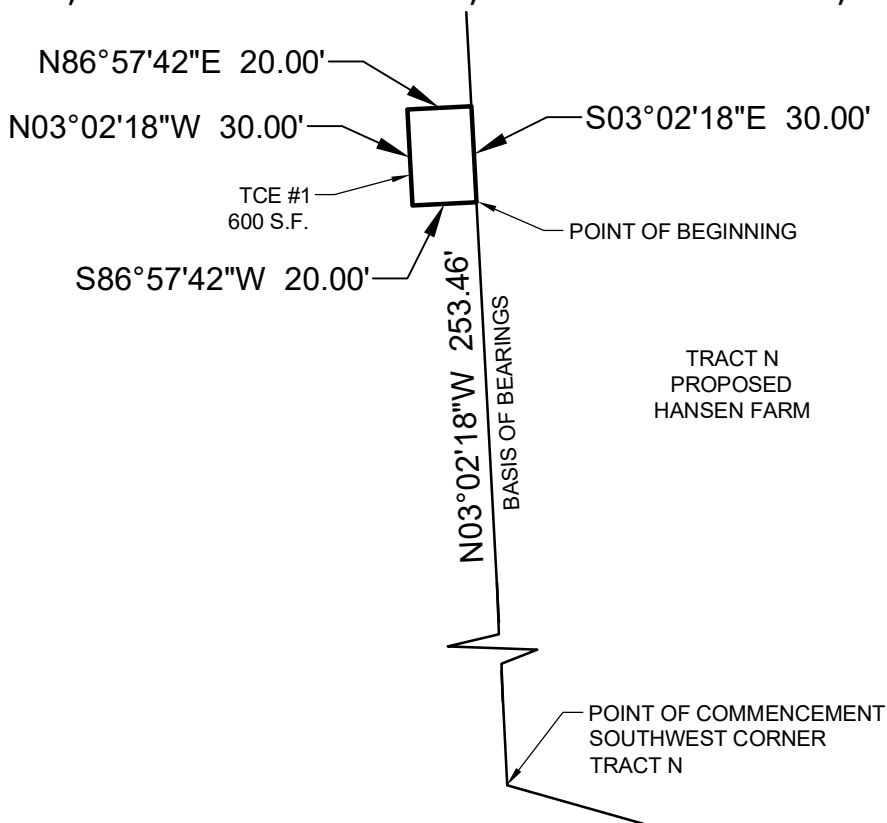 N86°57'42"E 20.00'
N03°02'18"W 30.00'
S03°02'18"E 30.00'
TCE #1
600 S.F.
POINT OF BEGINNING
S86°57'42"W 20.00'
N03°02'18"W 253.46'
BASIS OF BEARINGS
TRACT N
PROPOSED
HANSEN FARM
POINT OF COMMENCEMENT
SOUTHWEST CORNER
TRACT N